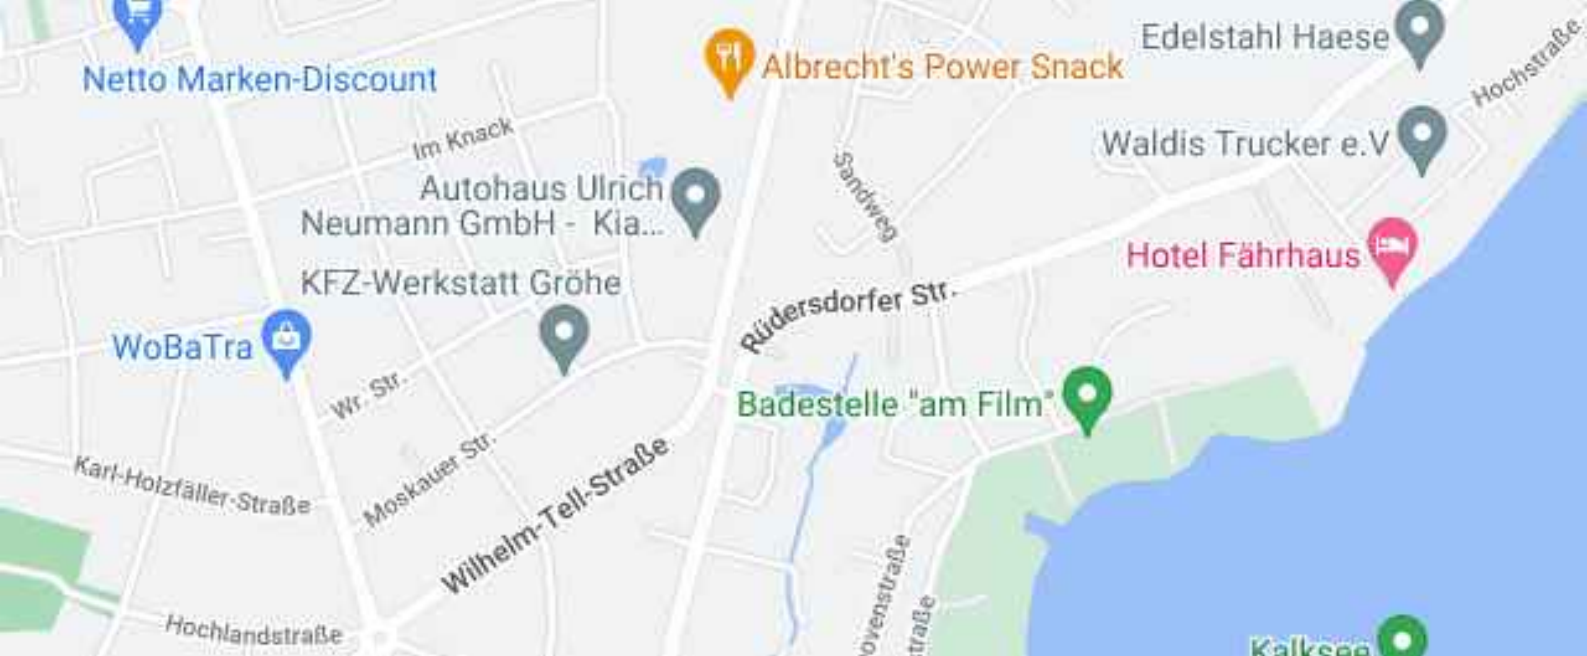 Edelstahl Haese
Hochstraße
Albrecht's Power Snack
Netto Marken-Discount
Im Knack
Waldis Trucker e.V
Sandweg
Autohaus Ulrich
Neumann GmbH - Kia...
Hotel Fährhaus
KFZ-Werkstatt Gröhe
Rüdersdorfer Str.
WoBaTra
Wr. Str.
Badestelle "am Film"
Moskauer Str.
Karl-Holzfäller-Straße
Wilhelm-Tell-Straße
ovenstraße
traße
Hochlandstraße
Kalksee